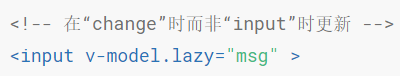 <!-- 在“change”时而非“input”时更新 -->
<input v-model.lazy="msg" >